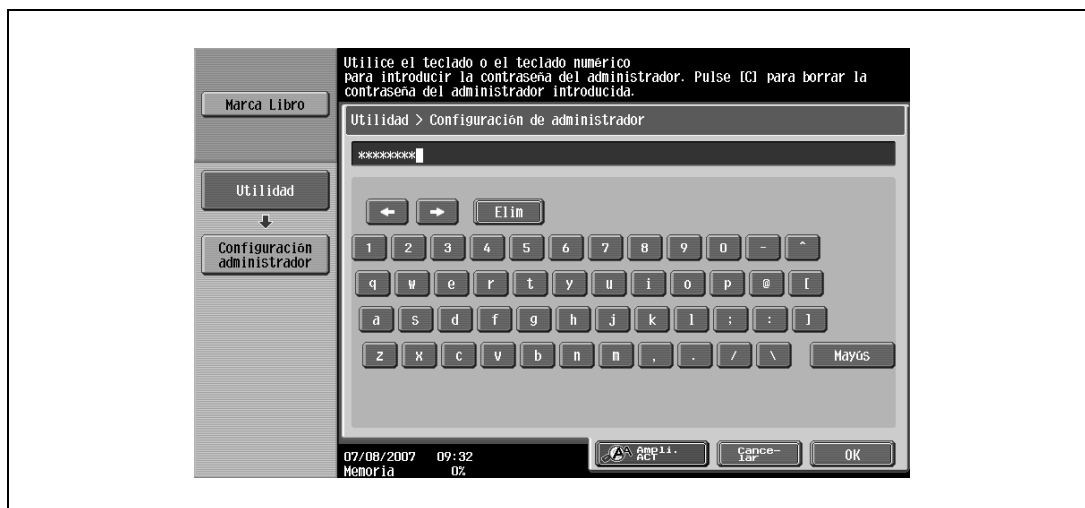 Utilice el teclado o el teclado numérico
para introducir la contraseña del administrador. Pulse [C] para borrar la
contraseña del administrador introducida.
Marca Libro
Utilidad > Configuración de administrador
********
Utilidad
Configuración
administrador
Elim
1 2 3 4 5 6 7 8 9 0 - ^
q w e r t y u i o p @ [
a s d f g h j k l ; : ]
z x c v b n m , . / \ Mayús
Ampli.
ACT
Cance-
lar
OK
07/08/2007 09:32
Memoria 0%